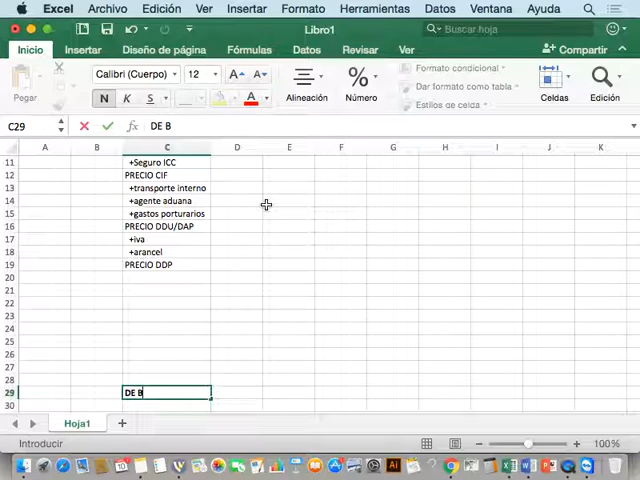 Excel Archivo Edición Ver Insertar Formato Herramientas Datos Ventana Ayuda
Libro1
Buscar hoja
Inicio Insertar Diseño de página Fórmulas Datos Revisar Ver Compartir
Pegar
Calibri (Cuerpo) 12 A A
N K S A
Alineación
Número %
Formato condicional
Dar formato como tabla
Estilos de celda
Celdas
Edición
C29 fx DE B
A B C D E F G H I J K
11 +Seguro ICC
12 PRECIO CIF
13 +transporte interno
14 +agente aduana
15 +gastos porturarios
16 PRECIO DDU/DAP
17 +iva
18 +arancel
19 PRECIO DDP
20
21
22
23
24
25
26
27
28
29 DE B
30
Hoja1 +
Introducir 100%